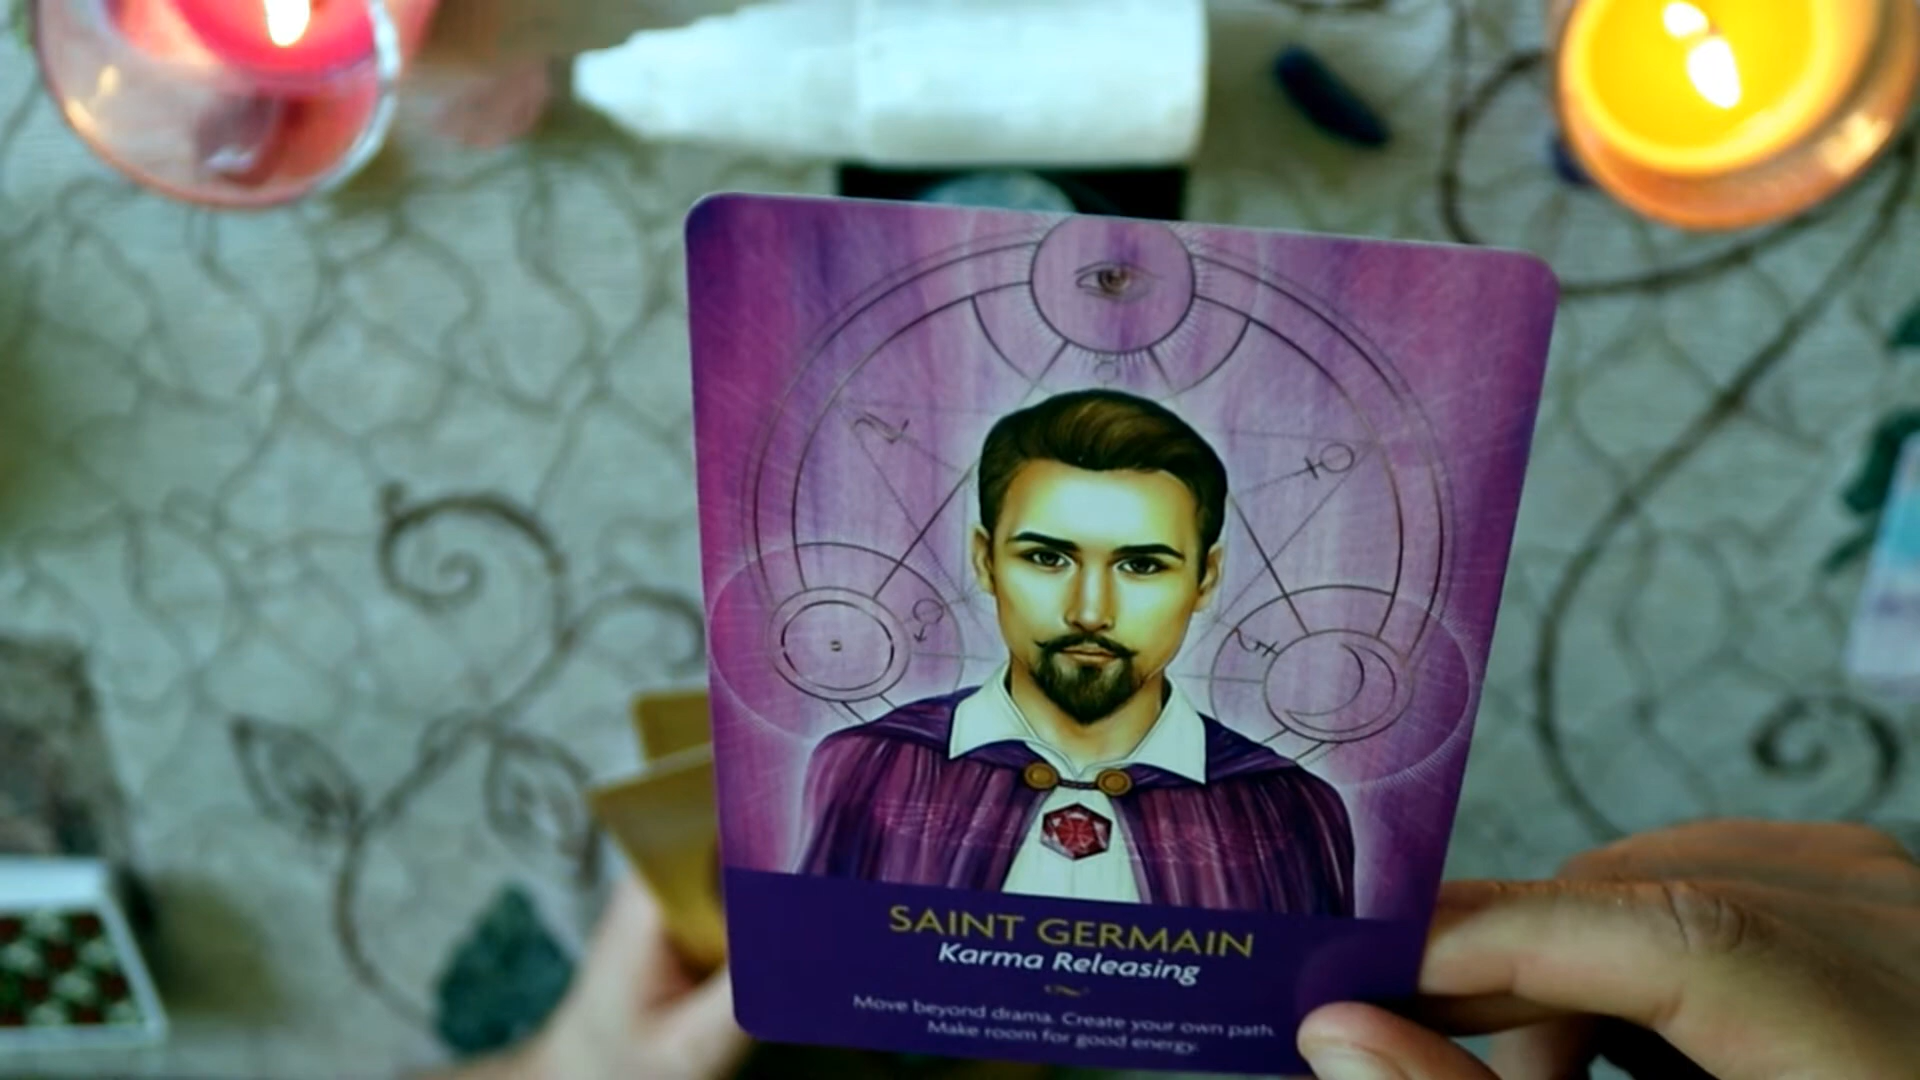 SAINT GERMAIN
Karma Releasing
Move beyond drama. Create your own path.
Make room for good energy.